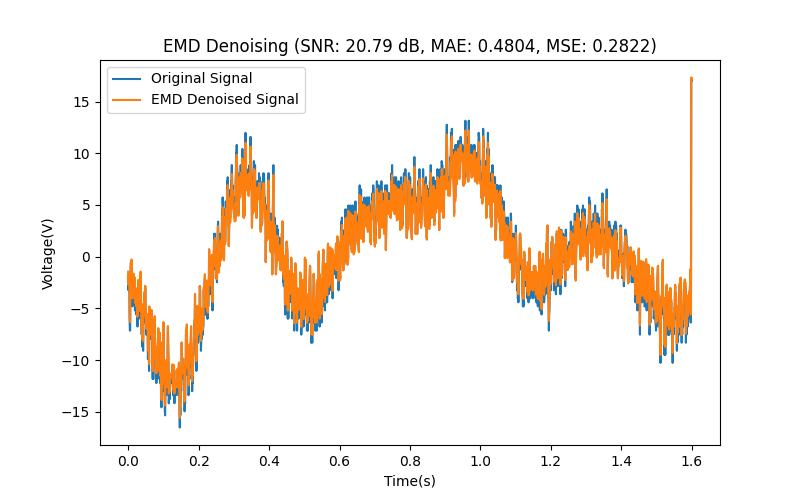 EMD Denoising (SNR: 20.79 dB, MAE: 0.4804, MSE: 0.2822)
Original Signal
EMD Denoised Signal
15
10
5
0
−5
−10
−15
Voltage(V)
0.0 0.2 0.4 0.6 0.8 1.0 1.2 1.4 1.6
Time(s)